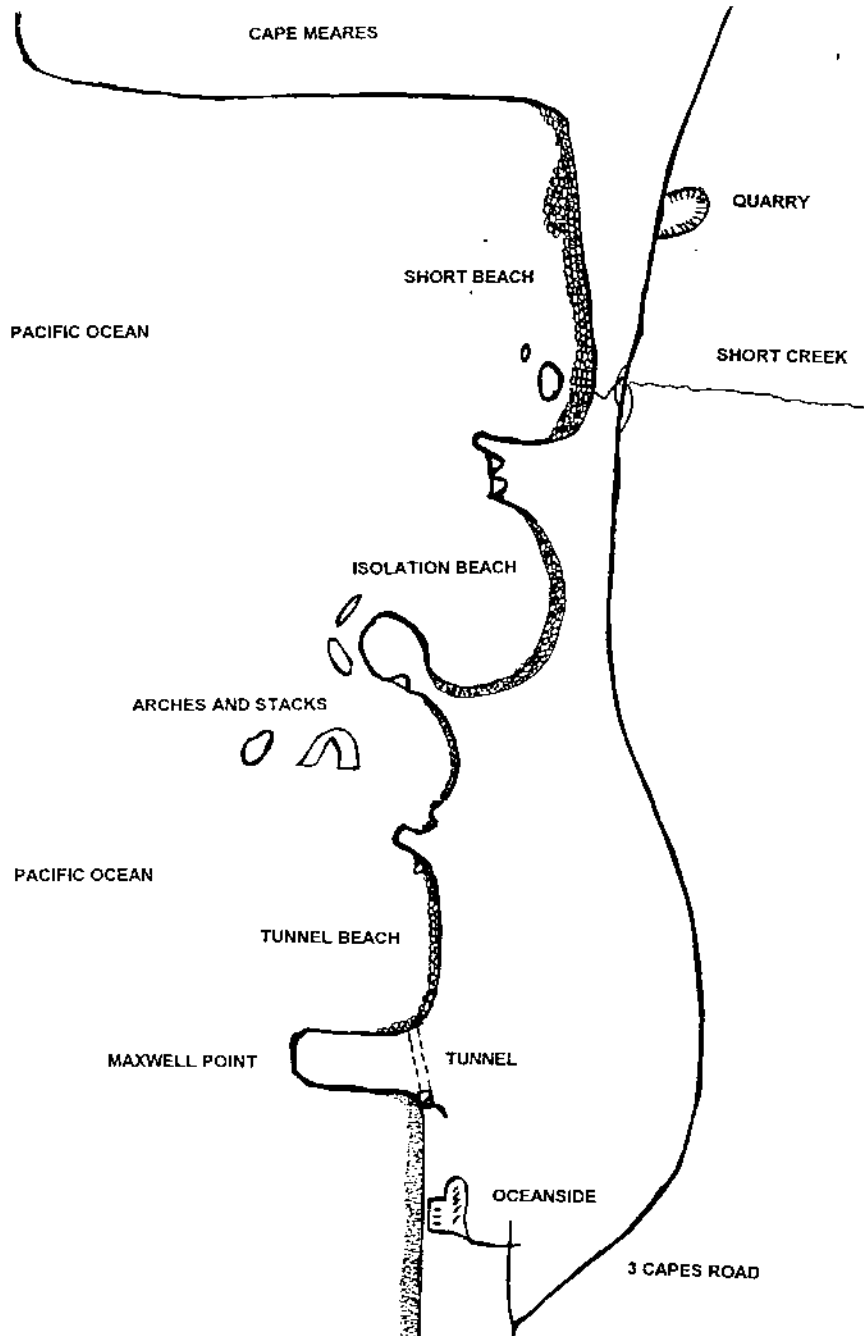 CAPE MEARES
QUARRY
SHORT BEACH
PACIFIC OCEAN
SHORT CREEK
ISOLATION BEACH
ARCHES AND STACKS
PACIFIC OCEAN
TUNNEL BEACH
MAXWELL POINT
TUNNEL
OCEANSIDE
3 CAPES ROAD